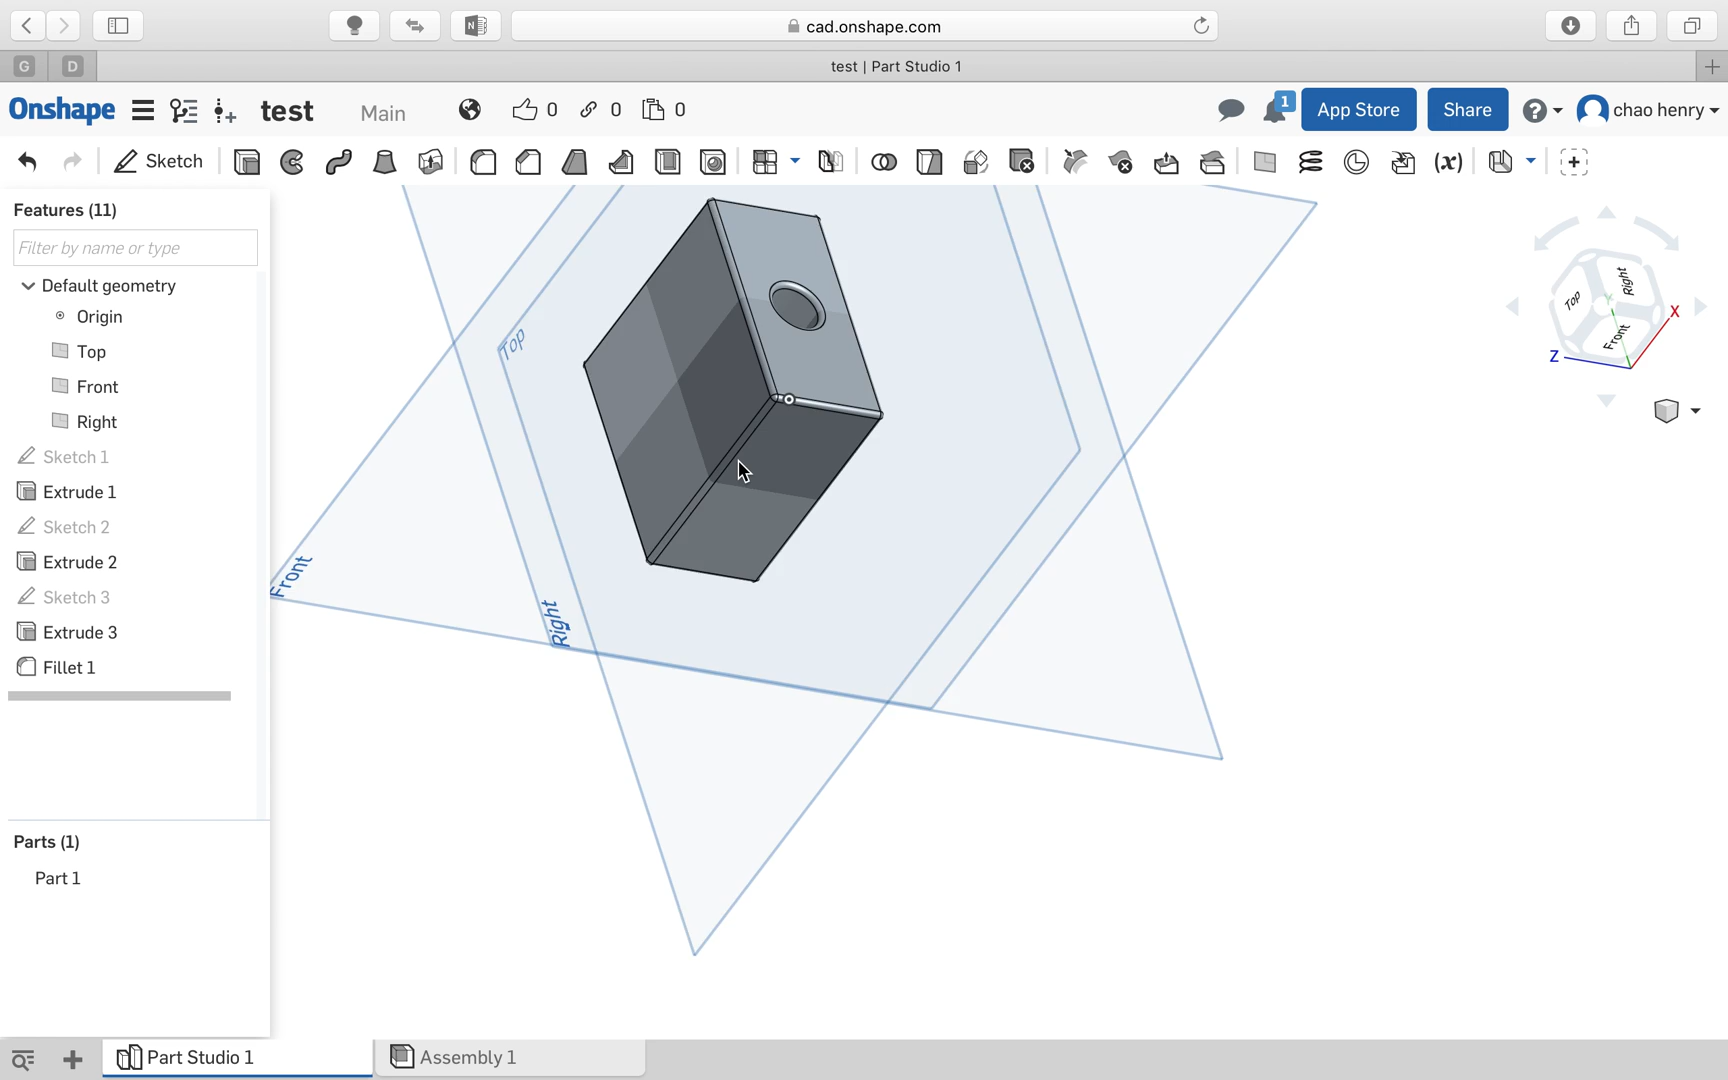 cad.onshape.com
G
D
test | Part Studio 1
Onshape
test
Main
0
0
0
1
App Store
Share
chao henry
Sketch
(x)
Features (11)
Filter by name or type
Default geometry
Origin
Top
Front
Right
Sketch 1
Extrude 1
Sketch 2
Extrude 2
Sketch 3
Extrude 3
Fillet 1
Parts (1)
Part 1
Top
Front
Right
Top
Right
Front
X
Y
Z
Part Studio 1
Assembly 1